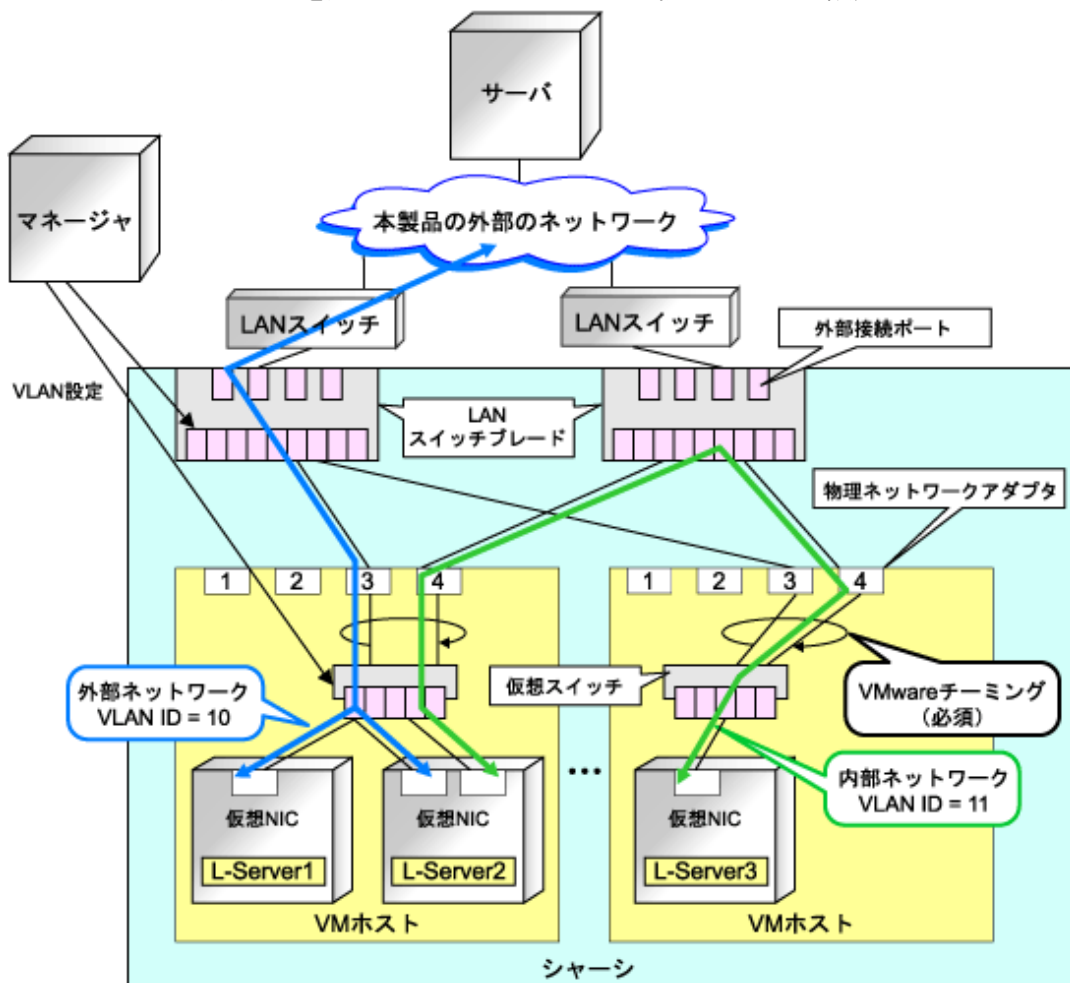 サーバ
マネージャ
本製品の外部のネットワーク
LANスイッチ
LANスイッチ
外部接続ポート
VLAN設定
LAN
スイッチブレード
物理ネットワークアダプタ
1 2 3 4
1 2 3 4
外部ネットワーク
VLAN ID = 10
仮想スイッチ
VMwareチーミング
(必須)
内部ネットワーク
VLAN ID = 11
仮想NIC
L-Server1
仮想NIC
L-Server2
…
仮想NIC
L-Server3
VMホスト
VMホスト
シャーシ